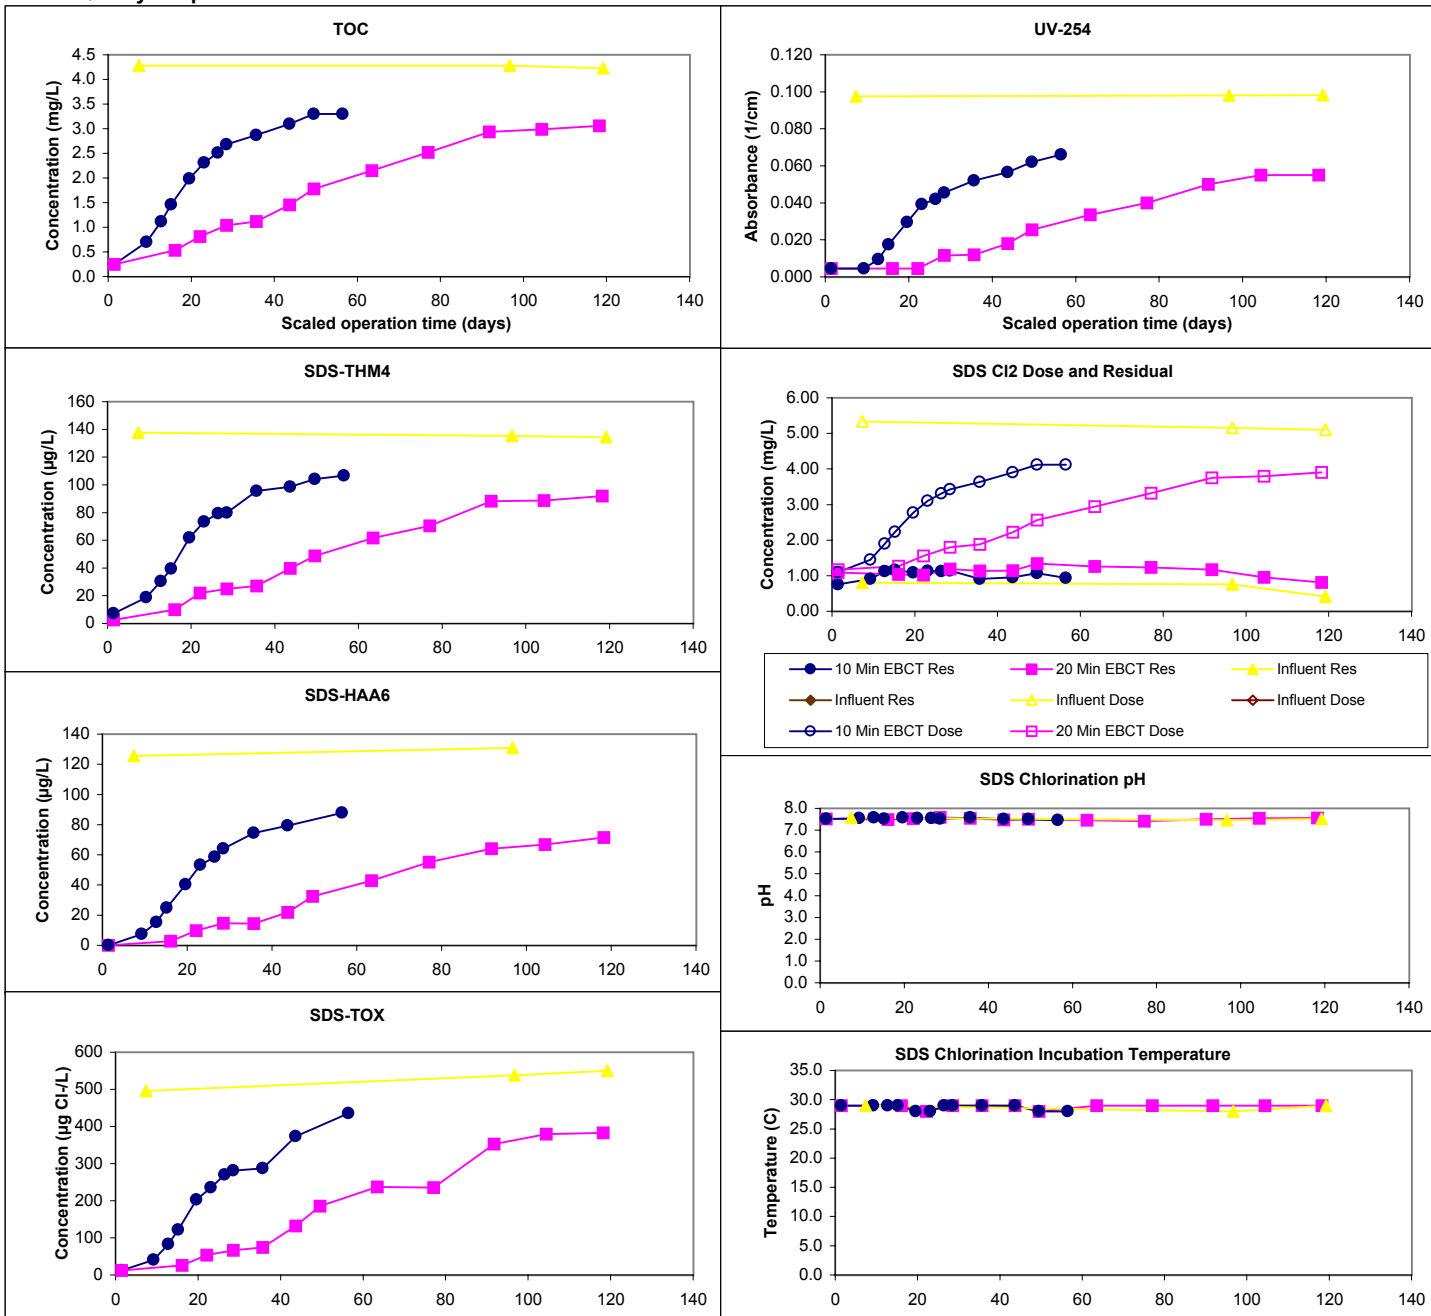 TOC
Concentration (mg/L)
4.5
4.0
3.5
3.0
2.5
2.0
1.5
1.0
0.5
0.0
0 20 40 60 80 100 120 140
Scaled operation time (days)
UV-254
Absorbance (1/cm)
0.120
0.100
0.080
0.060
0.040
0.020
0.000
0 20 40 60 80 100 120 140
Scaled operation time (days)
SDS-THM4
Concentration (µg/L)
160
140
120
100
80
60
40
20
0
0 20 40 60 80 100 120 140
SDS Cl2 Dose and Residual
Concentration (mg/L)
6.00
5.00
4.00
3.00
2.00
1.00
0.00
0 20 40 60 80 100 120 140
10 Min EBCT Res 20 Min EBCT Res Influent Res
Influent Res Influent Dose Influent Dose
10 Min EBCT Dose 20 Min EBCT Dose
SDS-HAA6
Concentration (µg/L)
140
120
100
80
60
40
20
0
0 20 40 60 80 100 120 140
SDS Chlorination pH
pH
8.0
7.0
6.0
5.0
4.0
3.0
2.0
1.0
0.0
0 20 40 60 80 100 120 140
SDS-TOX
Concentration (µg Cl-/L)
600
500
400
300
200
100
0
0 20 40 60 80 100 120 140
SDS Chlorination Incubation Temperature
Temperature (C)
35.0
30.0
25.0
20.0
15.0
10.0
5.0
0.0
0 20 40 60 80 100 120 140